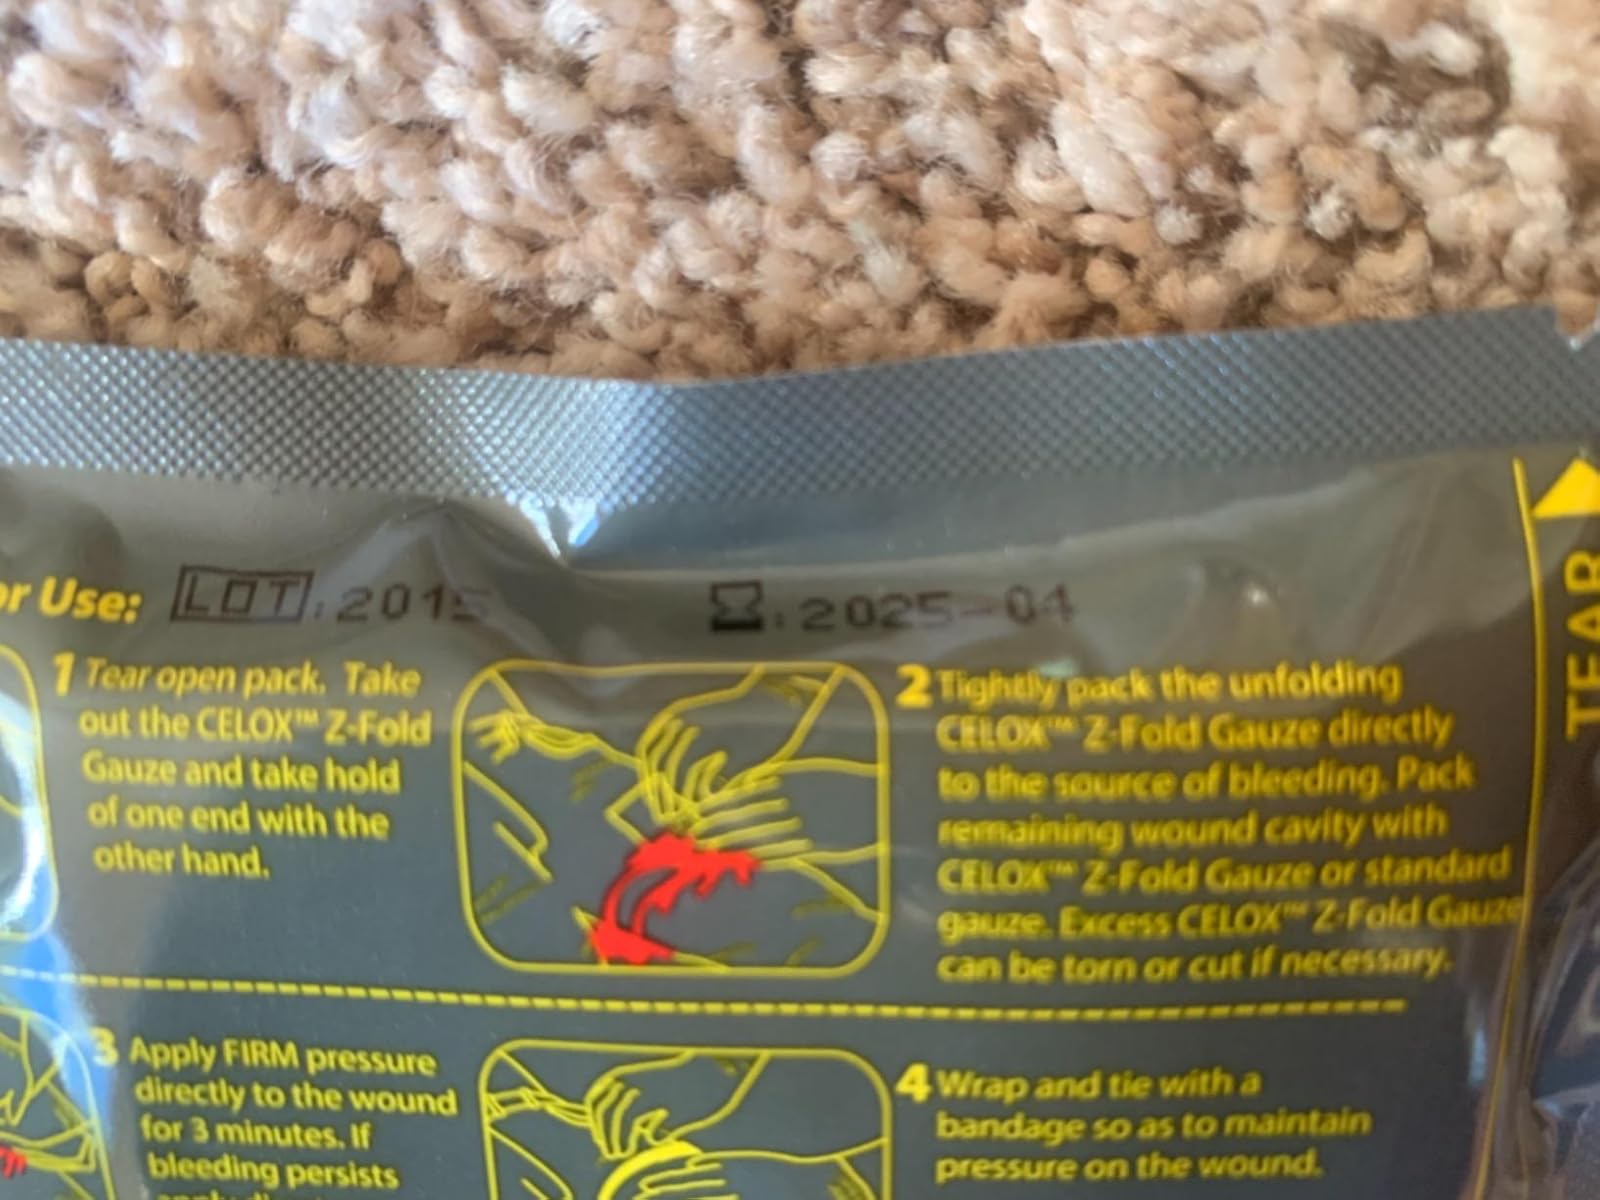 or Use: LOT: 2015 : 2025-04
1 Tear open pack. Take
out the CELOX™ Z-Fold
Gauze and take hold
of one end with the
other hand.
2 Tightly pack the unfolding
CELOX™ Z-Fold Gauze directly
to the source of bleeding. Pack
remaining wound cavity with
CELOX™ Z-Fold Gauze or standard
gauze. Excess CELOX™ Z-Fold Gauze
can be torn or cut if necessary.
3 Apply FIRM pressure
directly to the wound
for 3 minutes. If
bleeding persists
4 Wrap and tie with a
bandage so as to maintain
pressure on the wound.
TEAR